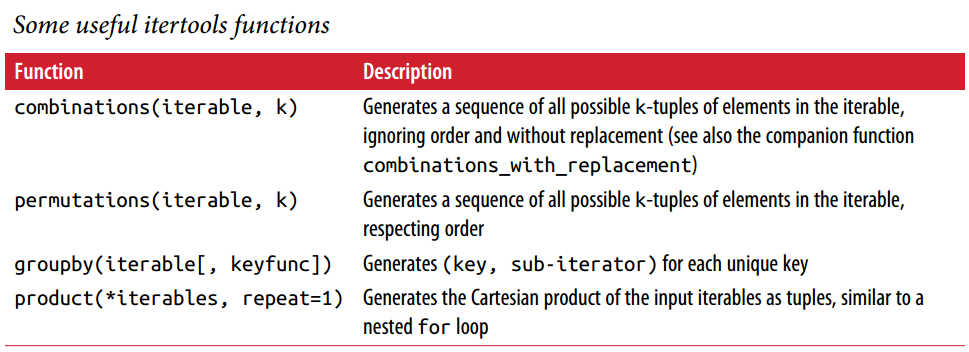 Some useful itertools functions
Function Description
combinations(iterable, k) Generates a sequence of all possible k-tuples of elements in the iterable,
ignoring order and without replacement (see also the companion function
combinations_with_replacement)
permutations(iterable, k) Generates a sequence of all possible k-tuples of elements in the iterable,
respecting order
groupby(iterable[, keyfunc]) Generates (key, sub-iterator) for each unique key
product(*iterables, repeat=1) Generates the Cartesian product of the input iterables as tuples, similar to a
nested for loop